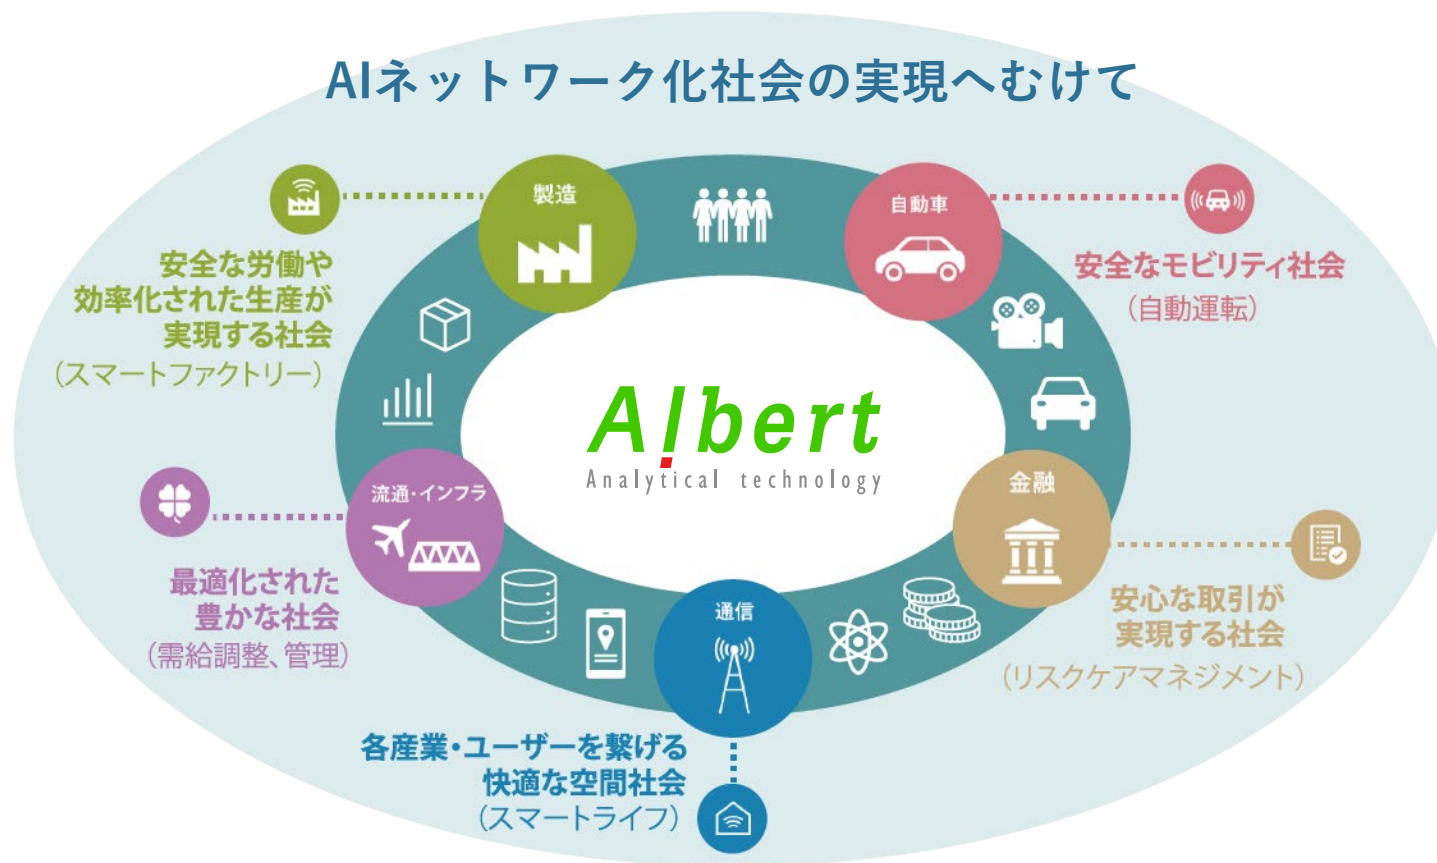 AIネットワーク化社会の実現へむけて
製造
自動車
安全な労働や
効率化された生産が
実現する社会
(スマートファクトリー)
安全なモビリティ社会
(自動運転)
Albert
Analytical technology
流通・インフラ
金融
最適化された
豊かな社会
(需給調整、管理)
通信
安心な取引が
実現する社会
(リスクケアマネジメント)
各産業・ユーザーを繋げる
快適な空間社会
(スマートライフ)